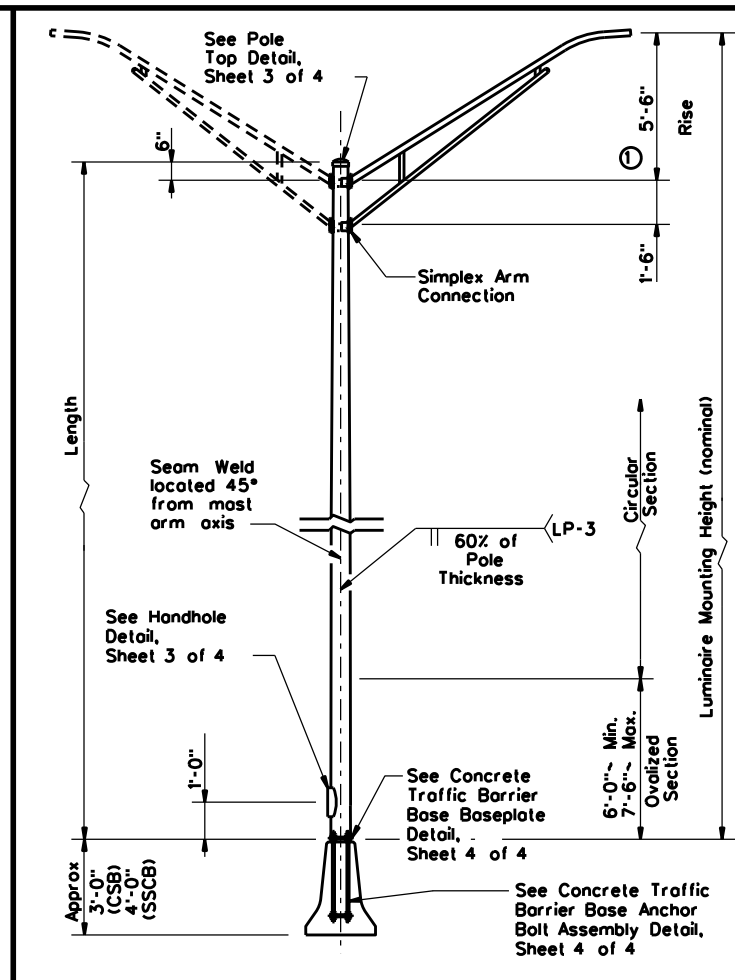 See Pole
Top Detail,
Sheet 3 of 4
6"
5'-6"
Rise
1
1'-6"
Simplex Arm
Connection
Length
Luminaire Mounting Height (nominal)
Seam Weld
located 45°
from mast
arm axis
Circular
Section
LP-3
60% of
Pole
Thickness
See Handhole
Detail,
Sheet 3 of 4
1'-0"
6'-0"~ Min.
7'-6"~ Max.
Ovalized
Section
See Concrete
Traffic Barrier
Base Baseplate
Detail,
Sheet 4 of 4
Approx
3'-0"
(CSB)
4'-0"
(SSCB)
See Concrete Traffic
Barrier Base Anchor
Bolt Assembly Detail,
Sheet 4 of 4